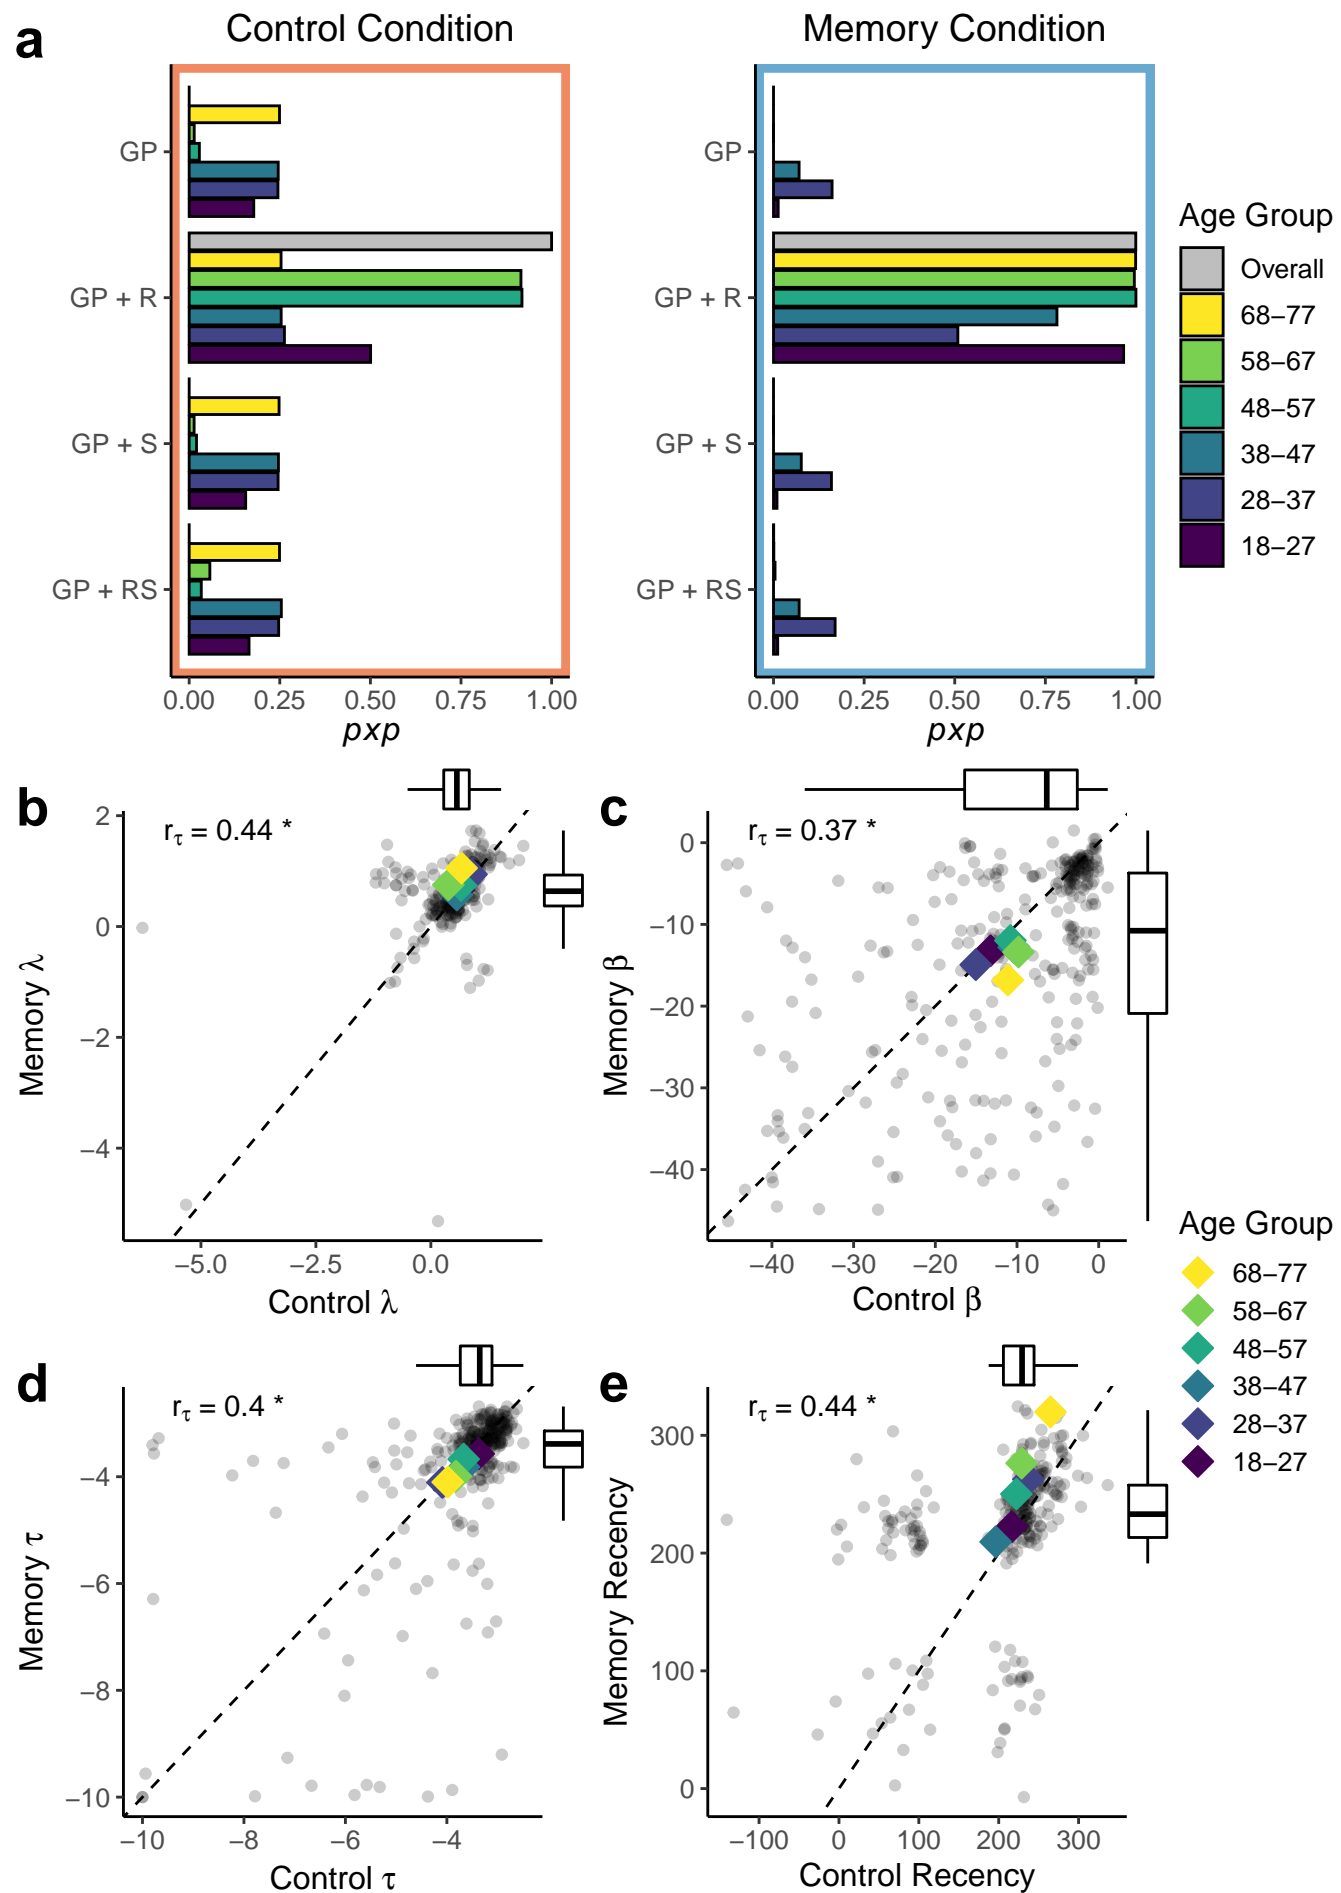 a
Control Condition
Memory Condition
GP
GP + R
GP + S
GP + RS
0.00 0.25 0.50 0.75 1.00
pxp
GP
GP + R
GP + S
GP + RS
0.00 0.25 0.50 0.75 1.00
pxp
Age Group
Overall
68–77
58–67
48–57
38–47
28–37
18–27
b
rτ = 0.44 *
Memory λ
2
0
−2
−4
−5.0 −2.5 0.0
Control λ
c
rτ = 0.37 *
Memory β
0
−10
−20
−30
−40
−40 −30 −20 −10 0
Control β
Age Group
68–77
58–67
48–57
38–47
28–37
18–27
d
rτ = 0.4 *
Memory τ
−4
−6
−8
−10
−10 −8 −6 −4
Control τ
e
rτ = 0.44 *
Memory Recency
300
200
100
0
−100 0 100 200 300
Control Recency